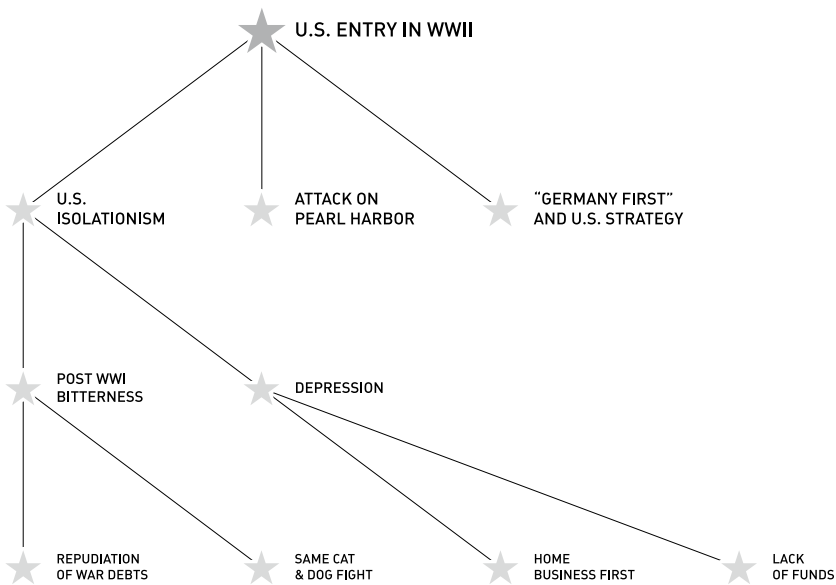 U.S. ENTRY IN WWII
U.S.
ISOLATIONISM
ATTACK ON
PEARL HARBOR
“GERMANY FIRST”
AND U.S. STRATEGY
POST WWI
BITTERNESS
DEPRESSION
REPUDIATION
OF WAR DEBTS
SAME CAT
& DOG FIGHT
HOME
BUSINESS FIRST
LACK
OF FUNDS